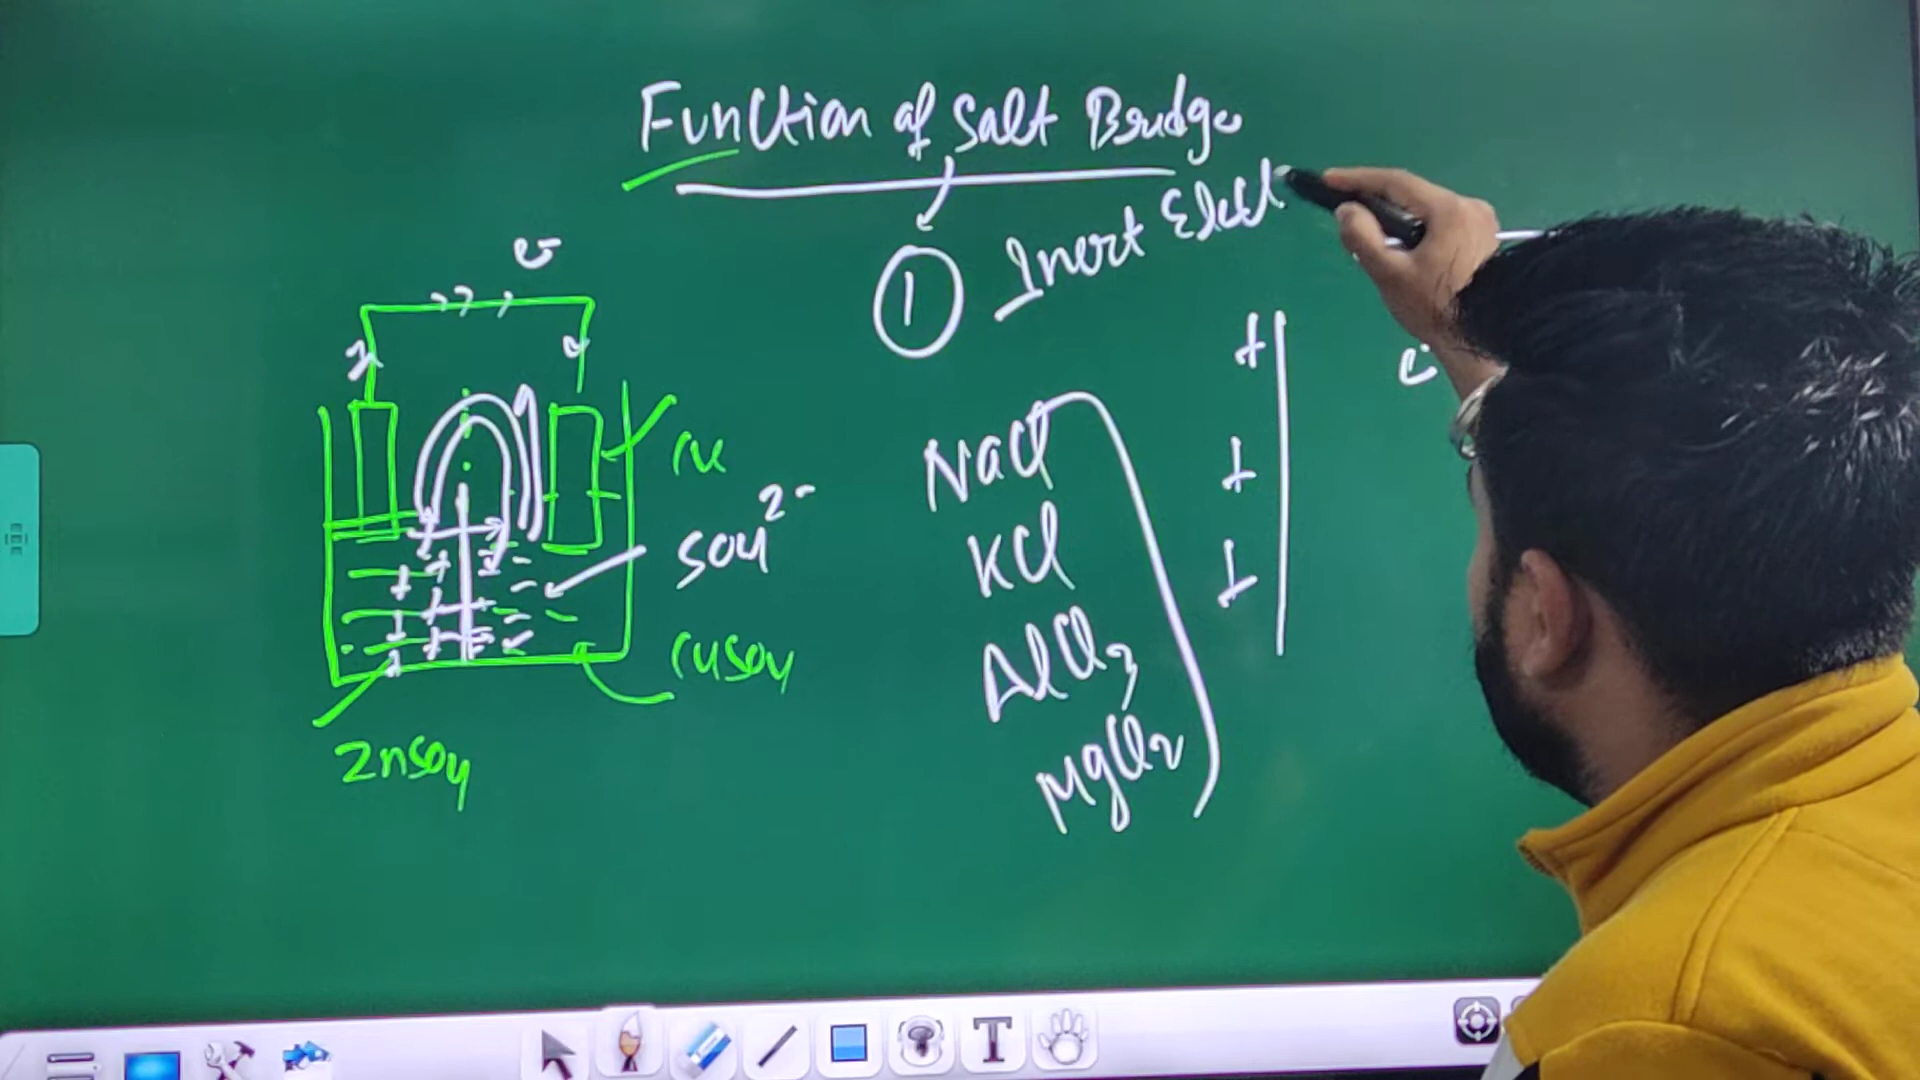 Function of Salt Bridge
① Inert Elect
e-
Cu
SO4 2-
CuSO4
ZnSO4
NaCl
KCl
AlCl3
MgCl2
+
+
+
e-
T